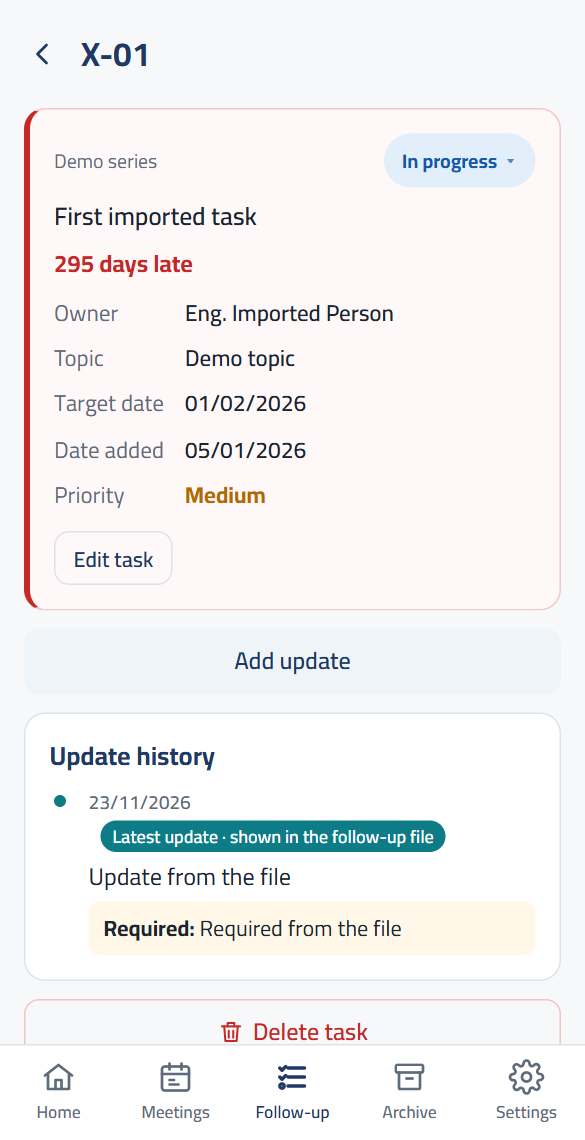 X-01
Demo series
In progress
First imported task
295 days late
Owner Eng. Imported Person
Topic Demo topic
Target date 01/02/2026
Date added 05/01/2026
Priority Medium
Edit task
Add update
Update history
23/11/2026
Latest update · shown in the follow-up file
Update from the file
Required: Required from the file
Delete task
Home Meetings Follow-up Archive Settings